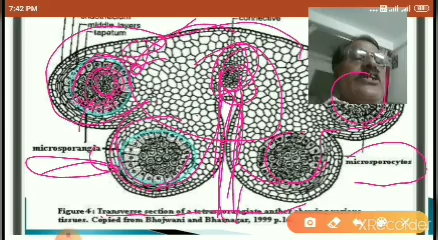 7:42 PM
connective
middle layers
tapetum
microsporangia
microsporocytes
Figure 4: Transverse section of a tetrasporangiate anther
tissues. Copied from Bhojwani and Bhatnagar, 1999
XRecorder